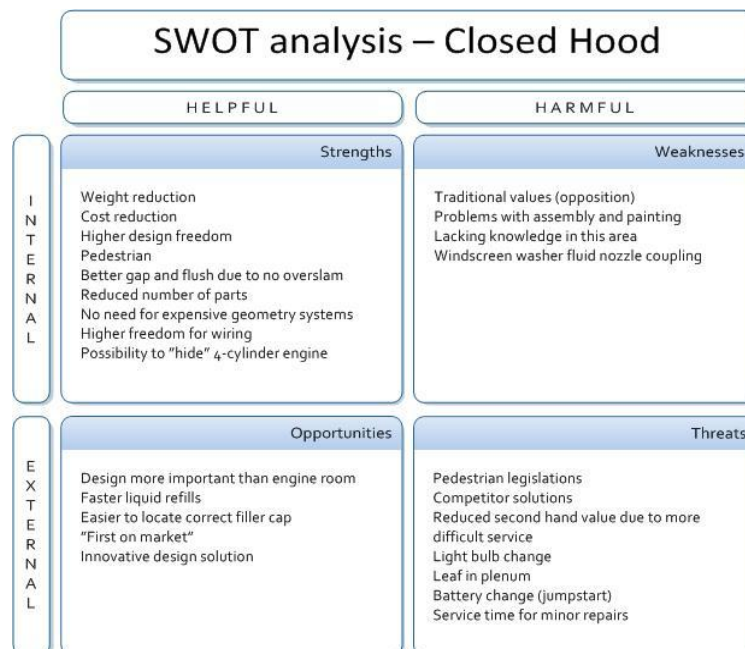 SWOT analysis – Closed Hood
HELPFUL
HARMFUL
INTERNAL
Strengths
Weight reduction
Cost reduction
Higher design freedom
Pedestrian
Better gap and flush due to no overslam
Reduced number of parts
No need for expensive geometry systems
Higher freedom for wiring
Possibility to "hide" 4-cylinder engine
Weaknesses
Traditional values (opposition)
Problems with assembly and painting
Lacking knowledge in this area
Windscreen washer fluid nozzle coupling
EXTERNAL
Opportunities
Design more important than engine room
Faster liquid refills
Easier to locate correct filler cap
"First on market"
Innovative design solution
Threats
Pedestrian legislations
Competitor solutions
Reduced second hand value due to more
difficult service
Light bulb change
Leaf in plenum
Battery change (jumpstart)
Service time for minor repairs